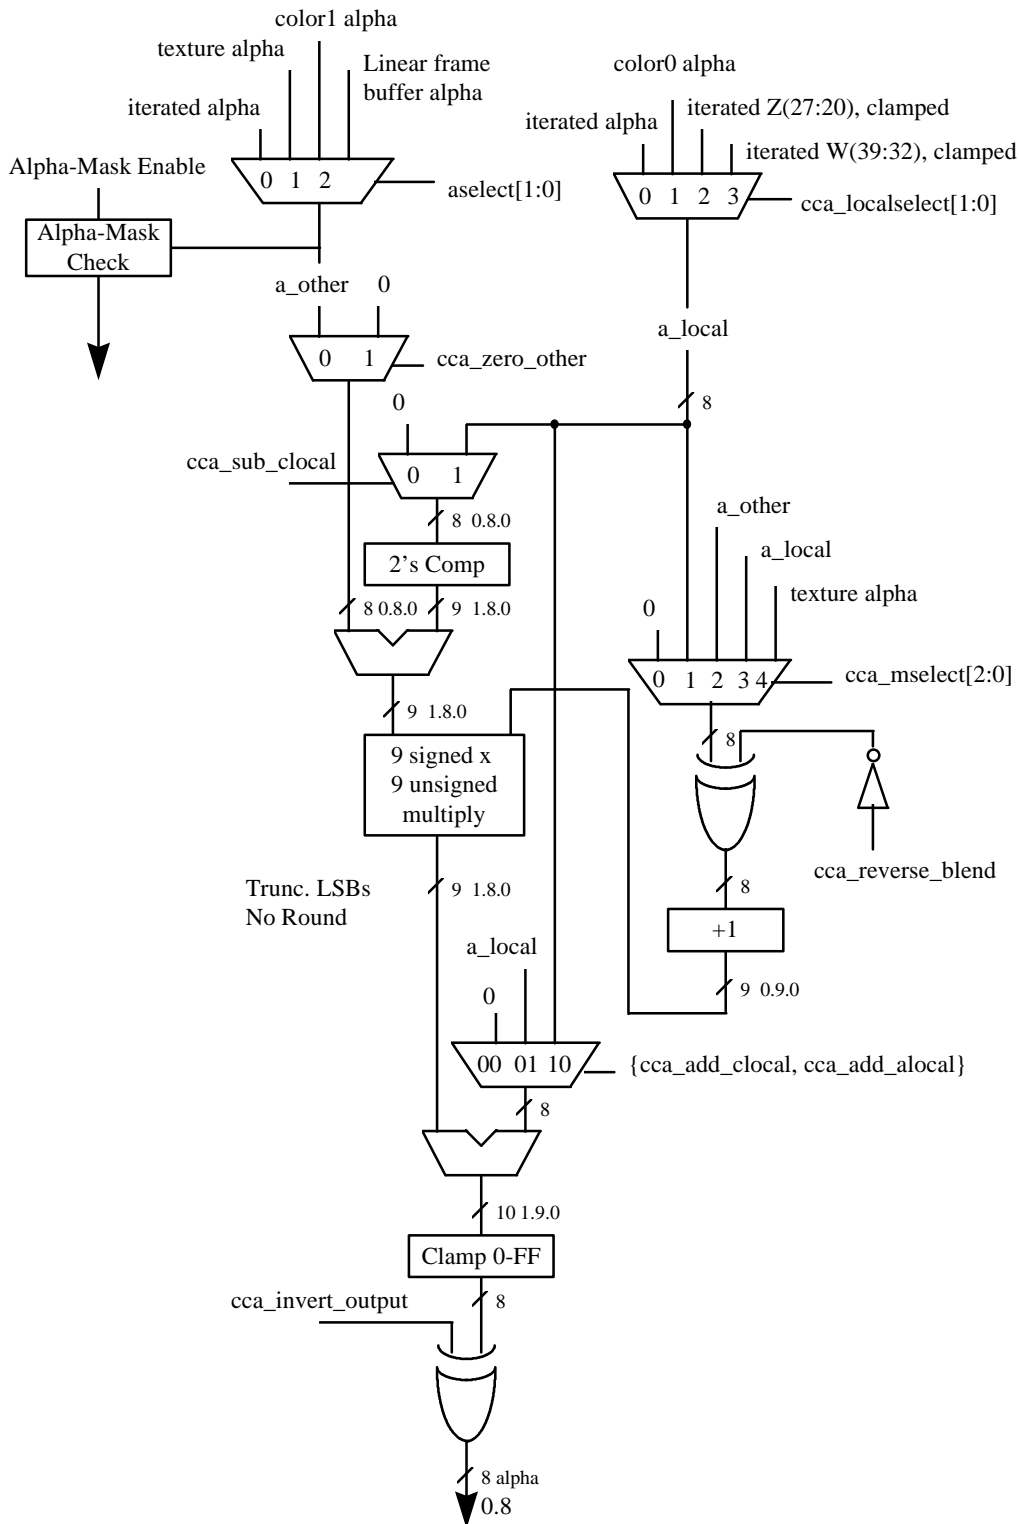 color1 alpha
texture alpha
Linear frame
buffer alpha
iterated alpha
color0 alpha
iterated Z(27:20), clamped
iterated alpha
iterated W(39:32), clamped
Alpha-Mask Enable
0 1 2
aselect[1:0]
0 1 2 3
cca_localselect[1:0]
Alpha-Mask
Check
a_other 0
a_local
0 1
cca_zero_other
8
0
cca_sub_clocal
0 1
8 0.8.0
2's Comp
8 0.8.0
9 1.8.0
a_other
a_local
texture alpha
0
0 1 2 3 4
cca_mselect[2:0]
9 1.8.0
8
9 signed x
9 unsigned
multiply
cca_reverse_blend
8
Trunc. LSBs
No Round
9 1.8.0
+1
a_local
9 0.9.0
0
00 01 10
{cca_add_clocal, cca_add_alocal}
8
10 1.9.0
Clamp 0-FF
cca_invert_output
8
8 alpha
0.8